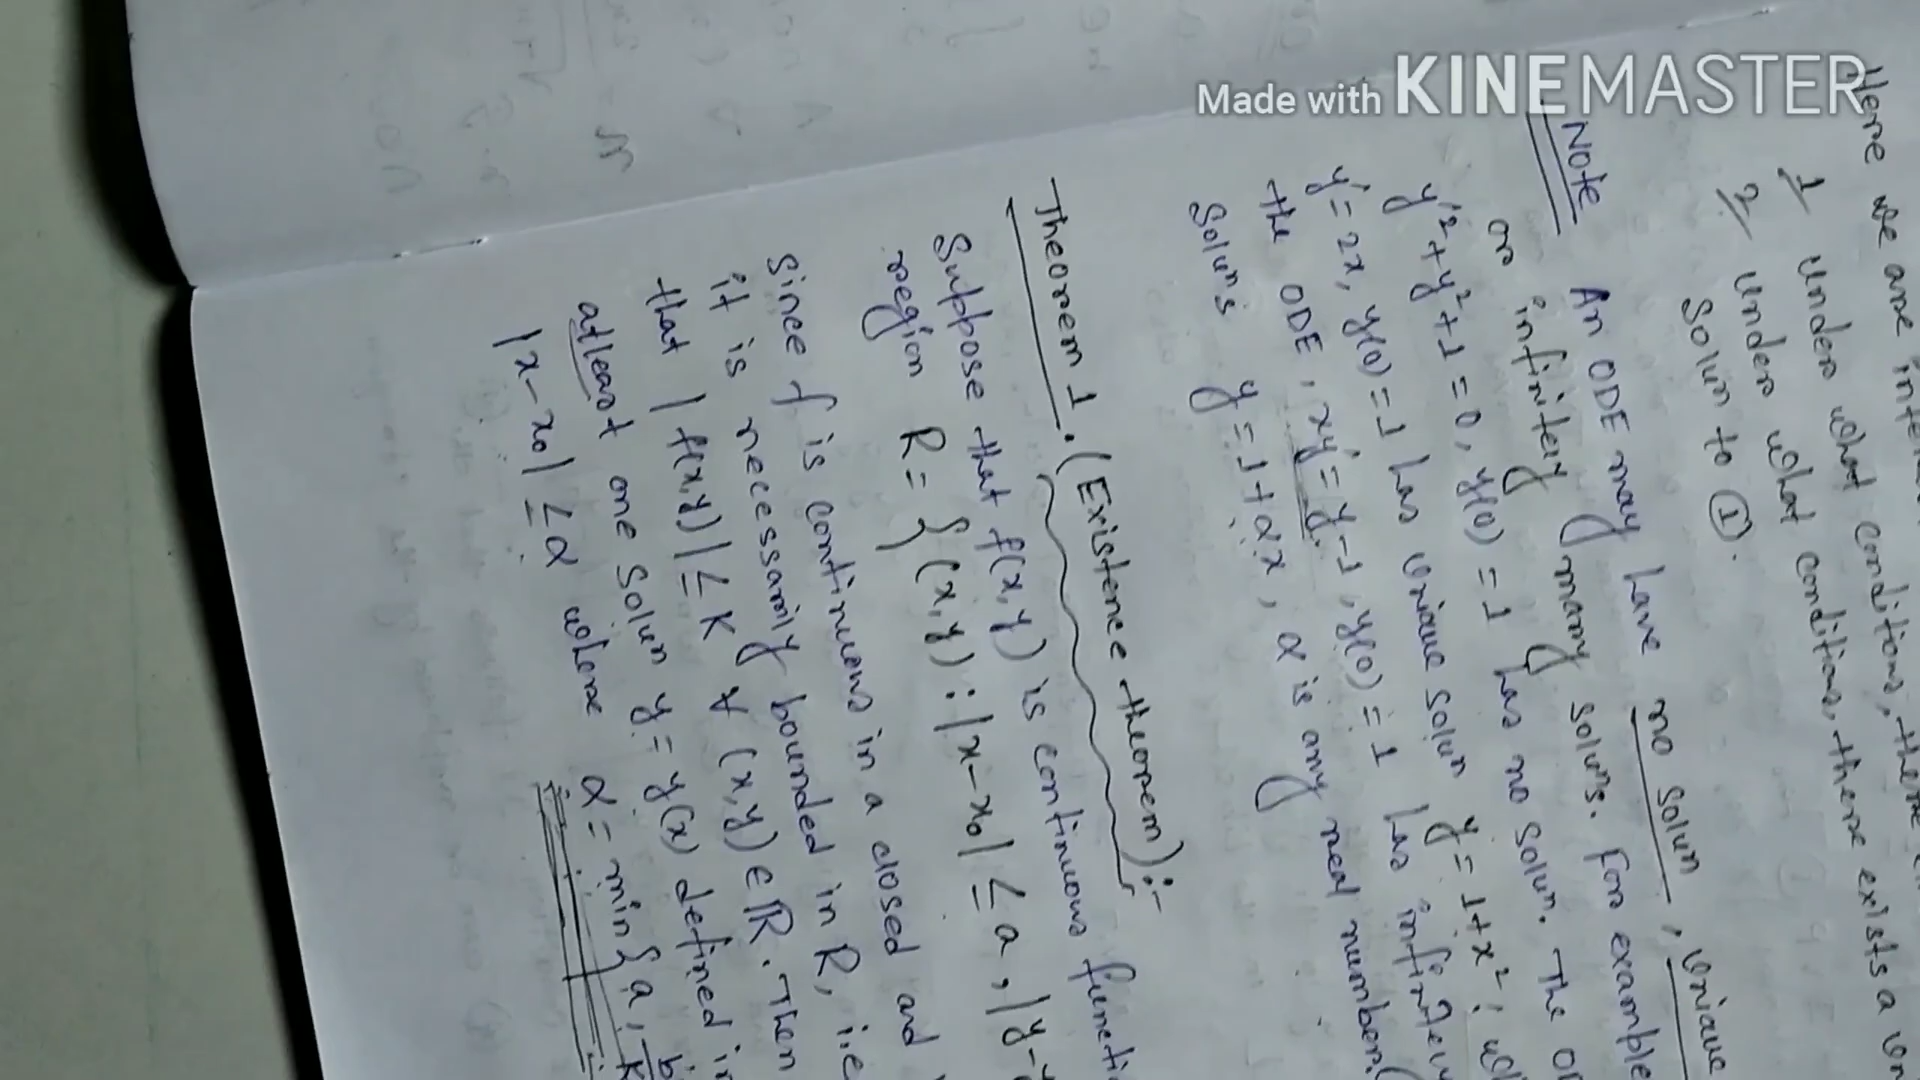 Made with KINEMASTER
Here we are
1 Under what conditions, there
2 Under what conditions, there exists a
solun to ①.
Note An ODE may have no solun, uniaue
or infinitely many soluns. For example
y'² + y² + 1 = 0, y(0) = 1 has no solun. The
y' = 2x, y(0) = 1 has uniaue solun y = 1 + x²;
the ODE, xy' = y - 1, y(0) = 1 has infinitely
soluns y = 1 + αx, α is any real number.
Theorem 1. (Existence theorem):-
Suppose that f(x,y) is continuous
region R = { (x,y) : |x - x₀| ≤ a, |y -
Since f is continuous in a closed and
it is necessarily bounded in R, i.e
that |f(x,y)| ≤ K ∀ (x,y) ∈ R. Then
atleast one solun y = y(x) defined in
|x - x₀| ≤ α where α = min { a,